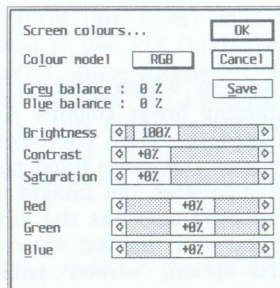 Screen colours... OK
Colour model RGB Cancel
Grey balance : 0 % Save
Blue balance : 0 %
Brightness 100%
Contrast +0%
Saturation +0%
Red +0%
Green +0%
Blue +0%